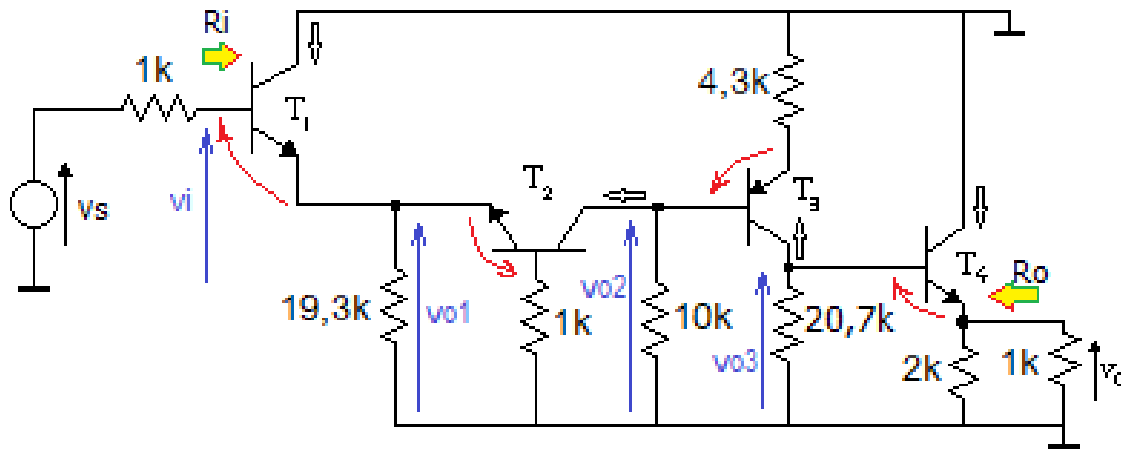 Ri
1k
T1
vi
vs
19,3k
vo1
T2
1k
vo2
10k
4,3k
T3
vo3
20,7k
T4
Ro
2k
1k